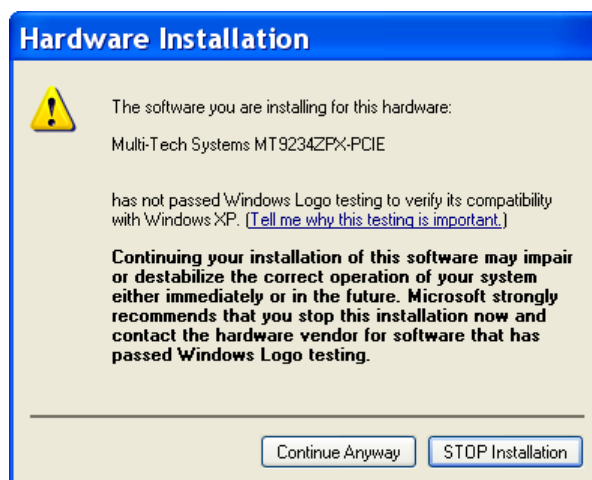 Hardware Installation
The software you are installing for this hardware:
Multi-Tech Systems MT9234ZPX-PCIE
has not passed Windows Logo testing to verify its compatibility
with Windows XP. (Tell me why this testing is important.)
Continuing your installation of this software may impair
or destabilize the correct operation of your system
either immediately or in the future. Microsoft strongly
recommends that you stop this installation now and
contact the hardware vendor for software that has
passed Windows Logo testing.
Continue Anyway
STOP Installation